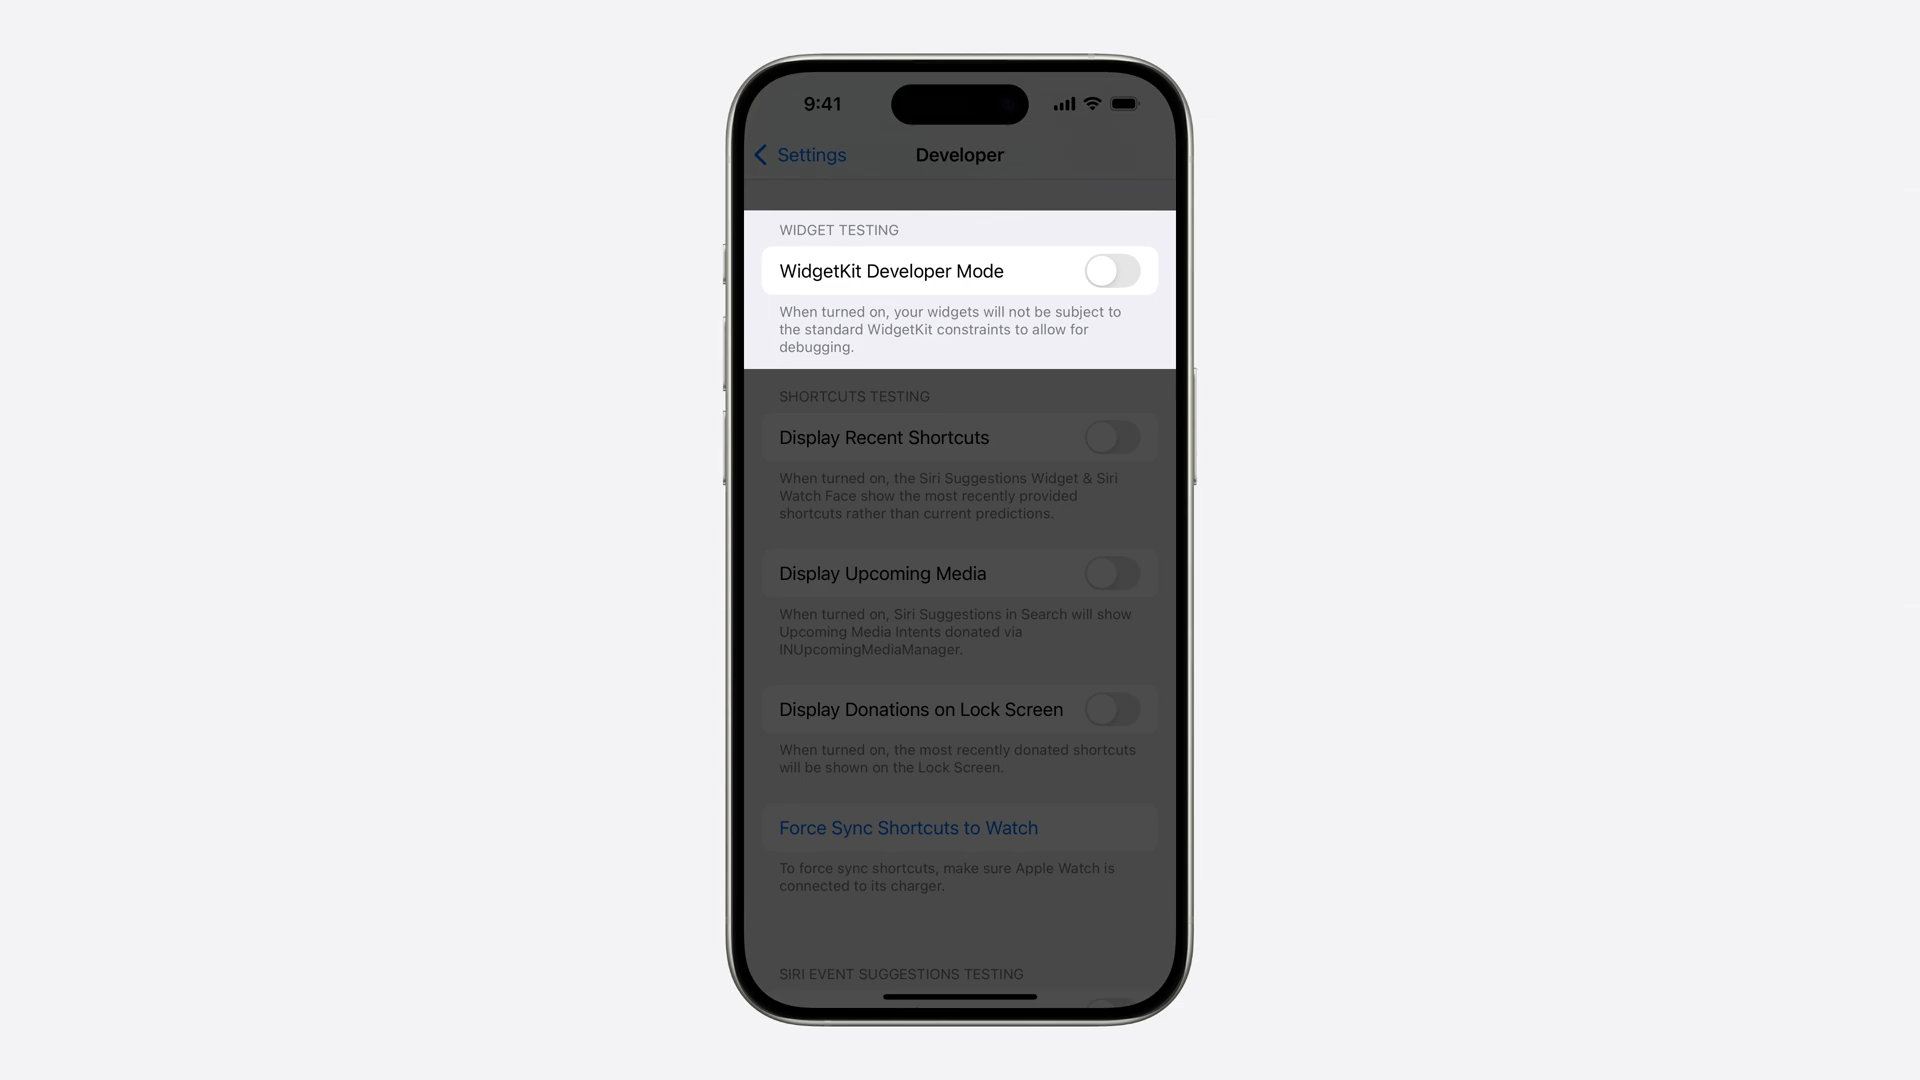 9:41
Settings
Developer
WIDGET TESTING
WidgetKit Developer Mode
When turned on, your widgets will not be subject to
the standard WidgetKit constraints to allow for
debugging.
SHORTCUTS TESTING
Display Recent Shortcuts
When turned on, the Siri Suggestions Widget & Siri
Watch Face show the most recently provided
shortcuts rather than current predictions.
Display Upcoming Media
When turned on, Siri Suggestions in Search will show
Upcoming Media Intents donated via
INUpcomingMediaManager.
Display Donations on Lock Screen
When turned on, the most recently donated shortcuts
will be shown on the Lock Screen.
Force Sync Shortcuts to Watch
To force sync shortcuts, make sure Apple Watch is
connected to its charger.
SIRI EVENT SUGGESTIONS TESTING